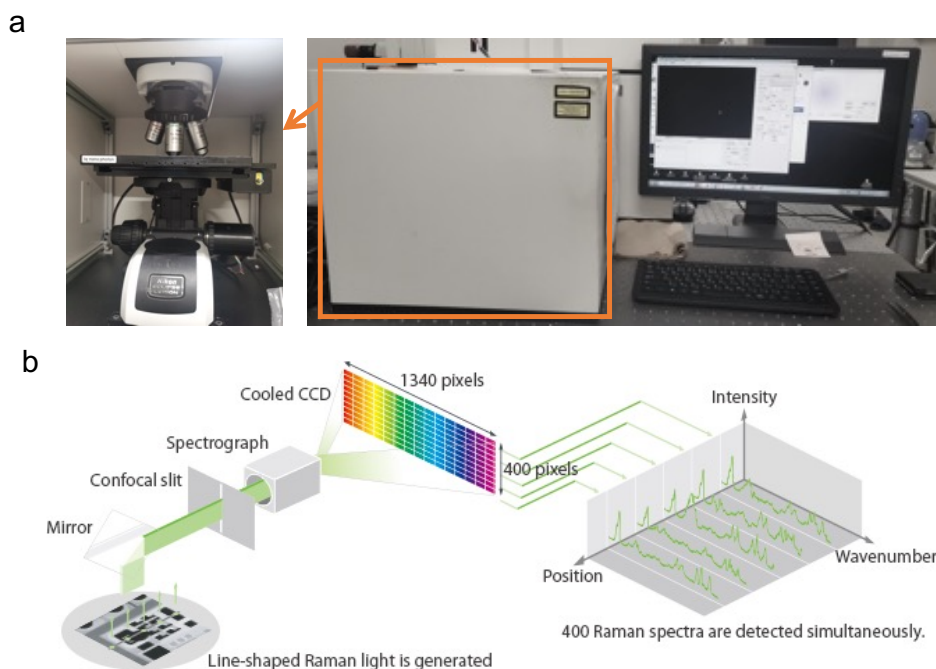 a
Nikon
b
1340 pixels
Cooled CCD
Intensity
Spectrograph
400 pixels
Confocal slit
Mirror
Wavenumber
Position
400 Raman spectra are detected simultaneously.
Line-shaped Raman light is generated